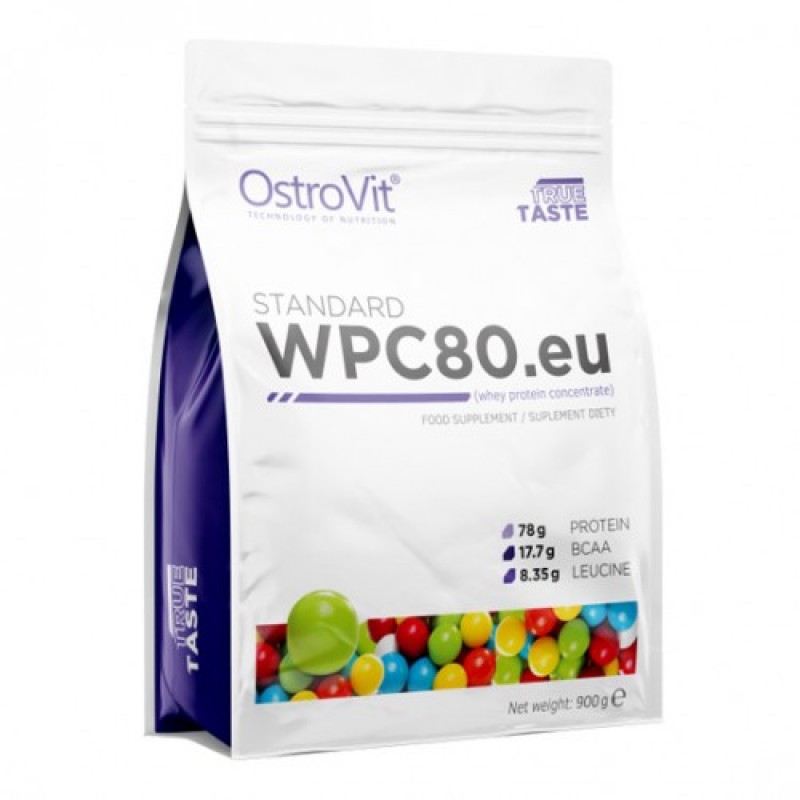 OstroVit®
TECHNOLOGY OF NUTRITION
TRUE
TASTE
STANDARD
WPC80.eu
(whey protein concentrate)
FOOD SUPPLEMENT / SUPLEMENT DIETY
78g PROTEIN
17.7g BCAA
8.35g LEUCINE
TRUE
TASTE
Net weight: 900g ℮